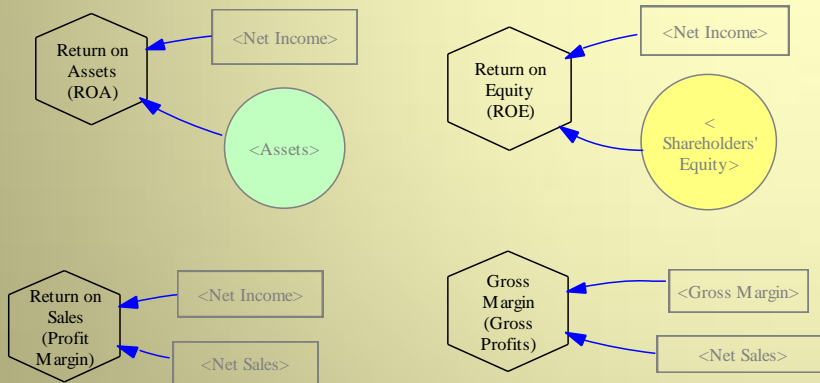 Return on
Assets
(ROA)
<Net Income>
<Assets>
Return on
Equity
(ROE)
<Net Income>
<
Shareholders'
Equity>
Return on
Sales
(Profit
Margin)
<Net Income>
<Net Sales>
Gross
Margin
(Gross
Profits)
<Gross Margin>
<Net Sales>